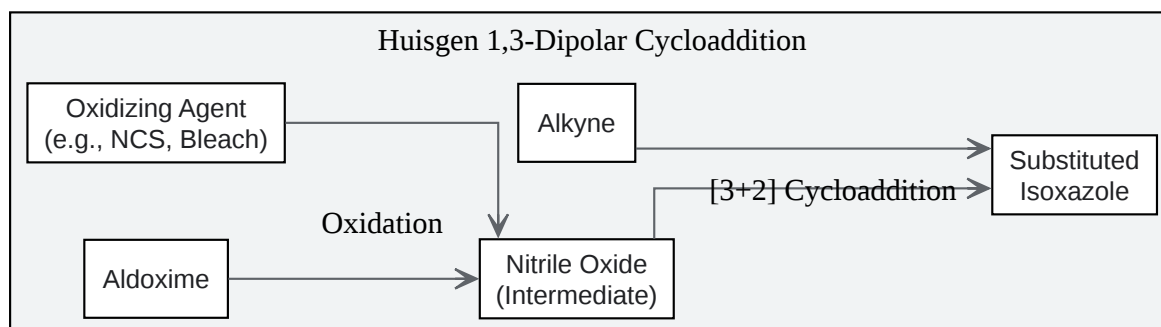 Huisgen 1,3-Dipolar Cycloaddition
Oxidizing Agent
(e.g., NCS, Bleach)
Alkyne
Substituted
Isoxazole
[3+2] Cycloaddition
Oxidation
Aldoxime
Nitrile Oxide
(Intermediate)